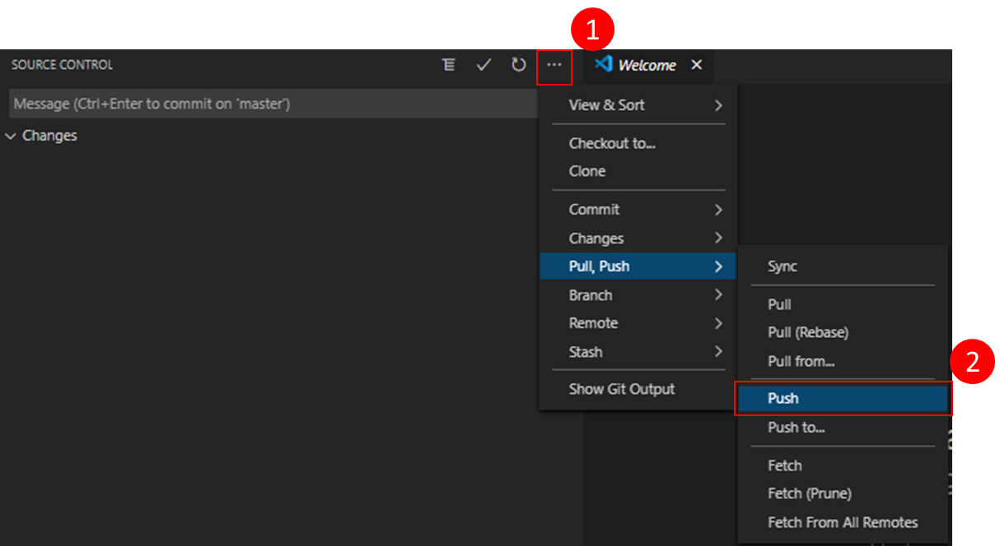 1
SOURCE CONTROL
Welcome
Message (Ctrl+Enter to commit on 'master')
Changes
View & Sort
Checkout to...
Clone
Commit
Changes
Pull, Push
Branch
Remote
Stash
Show Git Output
Sync
Pull
Pull (Rebase)
Pull from...
2
Push
Push to...
Fetch
Fetch (Prune)
Fetch From All Remotes